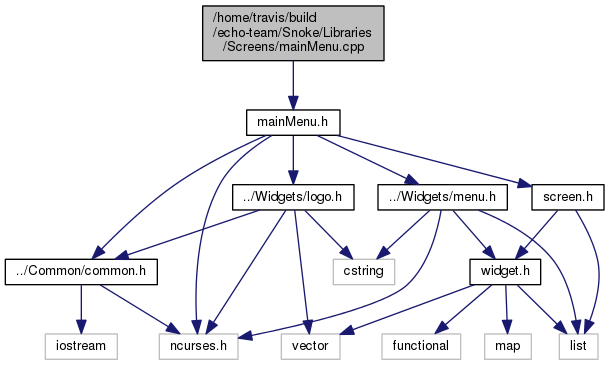 /home/travis/build
/echo-team/Snoke/Libraries
/Screens/mainMenu.cpp
mainMenu.h
../Widgets/logo.h
../Widgets/menu.h
screen.h
../Common/common.h
cstring
widget.h
iostream
ncurses.h
vector
functional
map
list